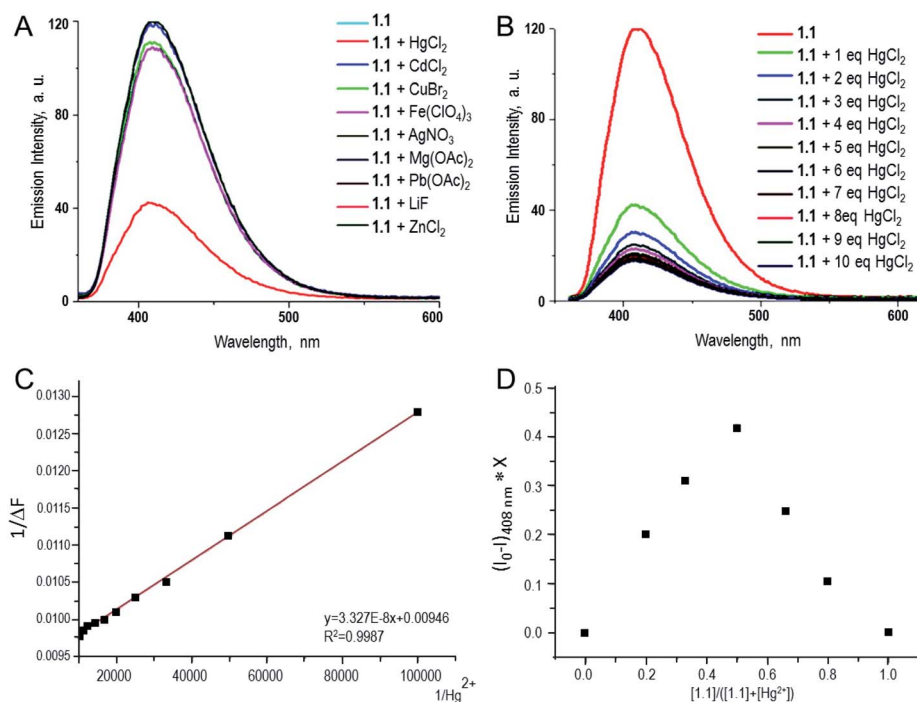 A
120
80
40
0
400
500
600
Emission Intensity, a. u.
Wavelength, nm
1.1
1.1 + HgCl₂
1.1 + CdCl₂
1.1 + CuBr₂
1.1 + Fe(ClO₄)₃
1.1 + AgNO₃
1.1 + Mg(OAc)₂
1.1 + Pb(OAc)₂
1.1 + LiF
1.1 + ZnCl₂
B
120
80
40
0
400
500
600
Emission Intensity, a. u.
Wavelength, nm
1.1
1.1 + 1 eq HgCl₂
1.1 + 2 eq HgCl₂
1.1 + 3 eq HgCl₂
1.1 + 4 eq HgCl₂
1.1 + 5 eq HgCl₂
1.1 + 6 eq HgCl₂
1.1 + 7 eq HgCl₂
1.1 + 8eq HgCl₂
1.1 + 9 eq HgCl₂
1.1 + 10 eq HgCl₂
C
0.0130
0.0125
0.0120
0.0115
0.0110
0.0105
0.0100
0.0095
20000
40000
60000
80000
100000
1/ΔF
1/Hg²⁺
y=3.327E-8x+0.00946
R²=0.9987
D
0.5
0.4
0.3
0.2
0.1
0.0
0.0
0.2
0.4
0.6
0.8
1.0
(I₀-I)₄₀₈ ₙₘ * X
[1.1]/([1.1]+[Hg²⁺])